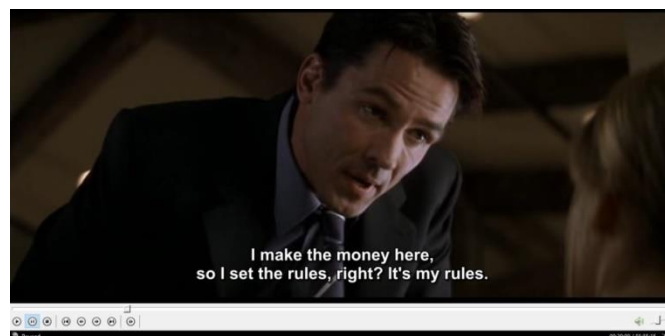 I make the money here,
so I set the rules, right? It's my rules.